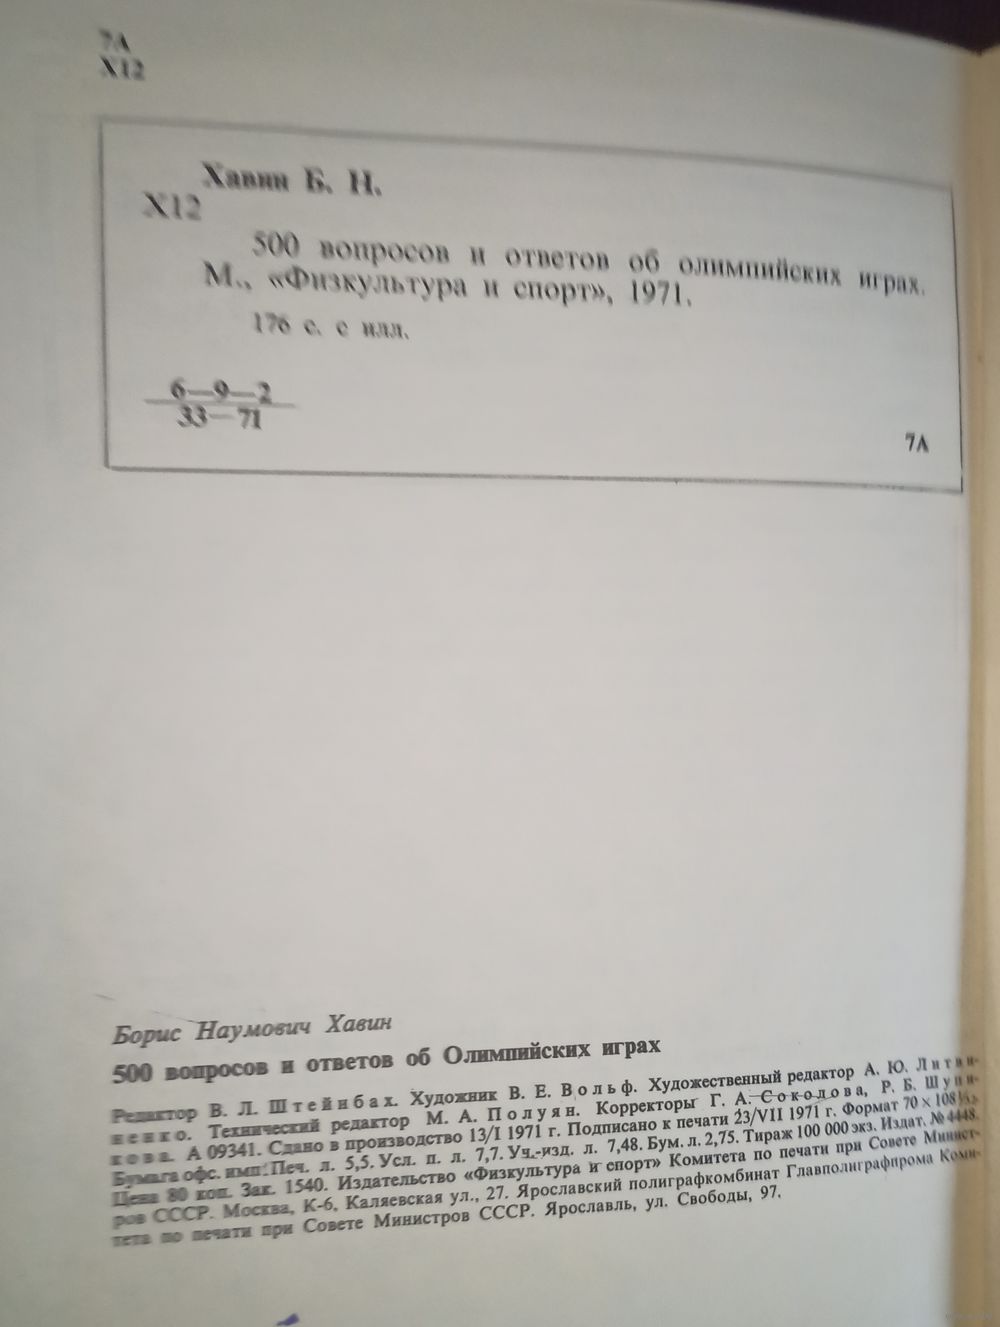 7А
Х12
Хавин Б. Н.
Х12
500 вопросов и ответов об олимпийских играх.
М., «Физкультура и спорт», 1971.
176 с. с илл.
6—9—2
33—71
7А
Борис Наумович Хавин
500 вопросов и ответов об Олимпийских играх
Редактор В. Л. Штейнбах. Художник В. Е. Вольф. Художественный редактор А. Ю. Литви-
ненко. Технический редактор М. А. Полуян. Корректоры Г. А. Соколова, Р. Б. Шупи-
кова. А 09341. Сдано в производство 13/I 1971 г. Подписано к печати 23/VII 1971 г. Формат 70×108¹/₃₂
Бумага офс. имп. Печ. л. 5,5. Усл. п. л. 7,7. Уч.-изд. л. 7,48. Бум. л. 2,75. Тираж 100 000 экз. Издат. № 4448.
Цена 80 коп. Зак. 1540. Издательство «Физкультура и спорт» Комитета по печати при Совете Минист-
ров СССР. Москва, К-6, Каляевская ул., 27. Ярославский полиграфкомбинат Главполиграфпрома Коми-
тета по печати при Совете Министров СССР. Ярославль, ул. Свободы, 97.